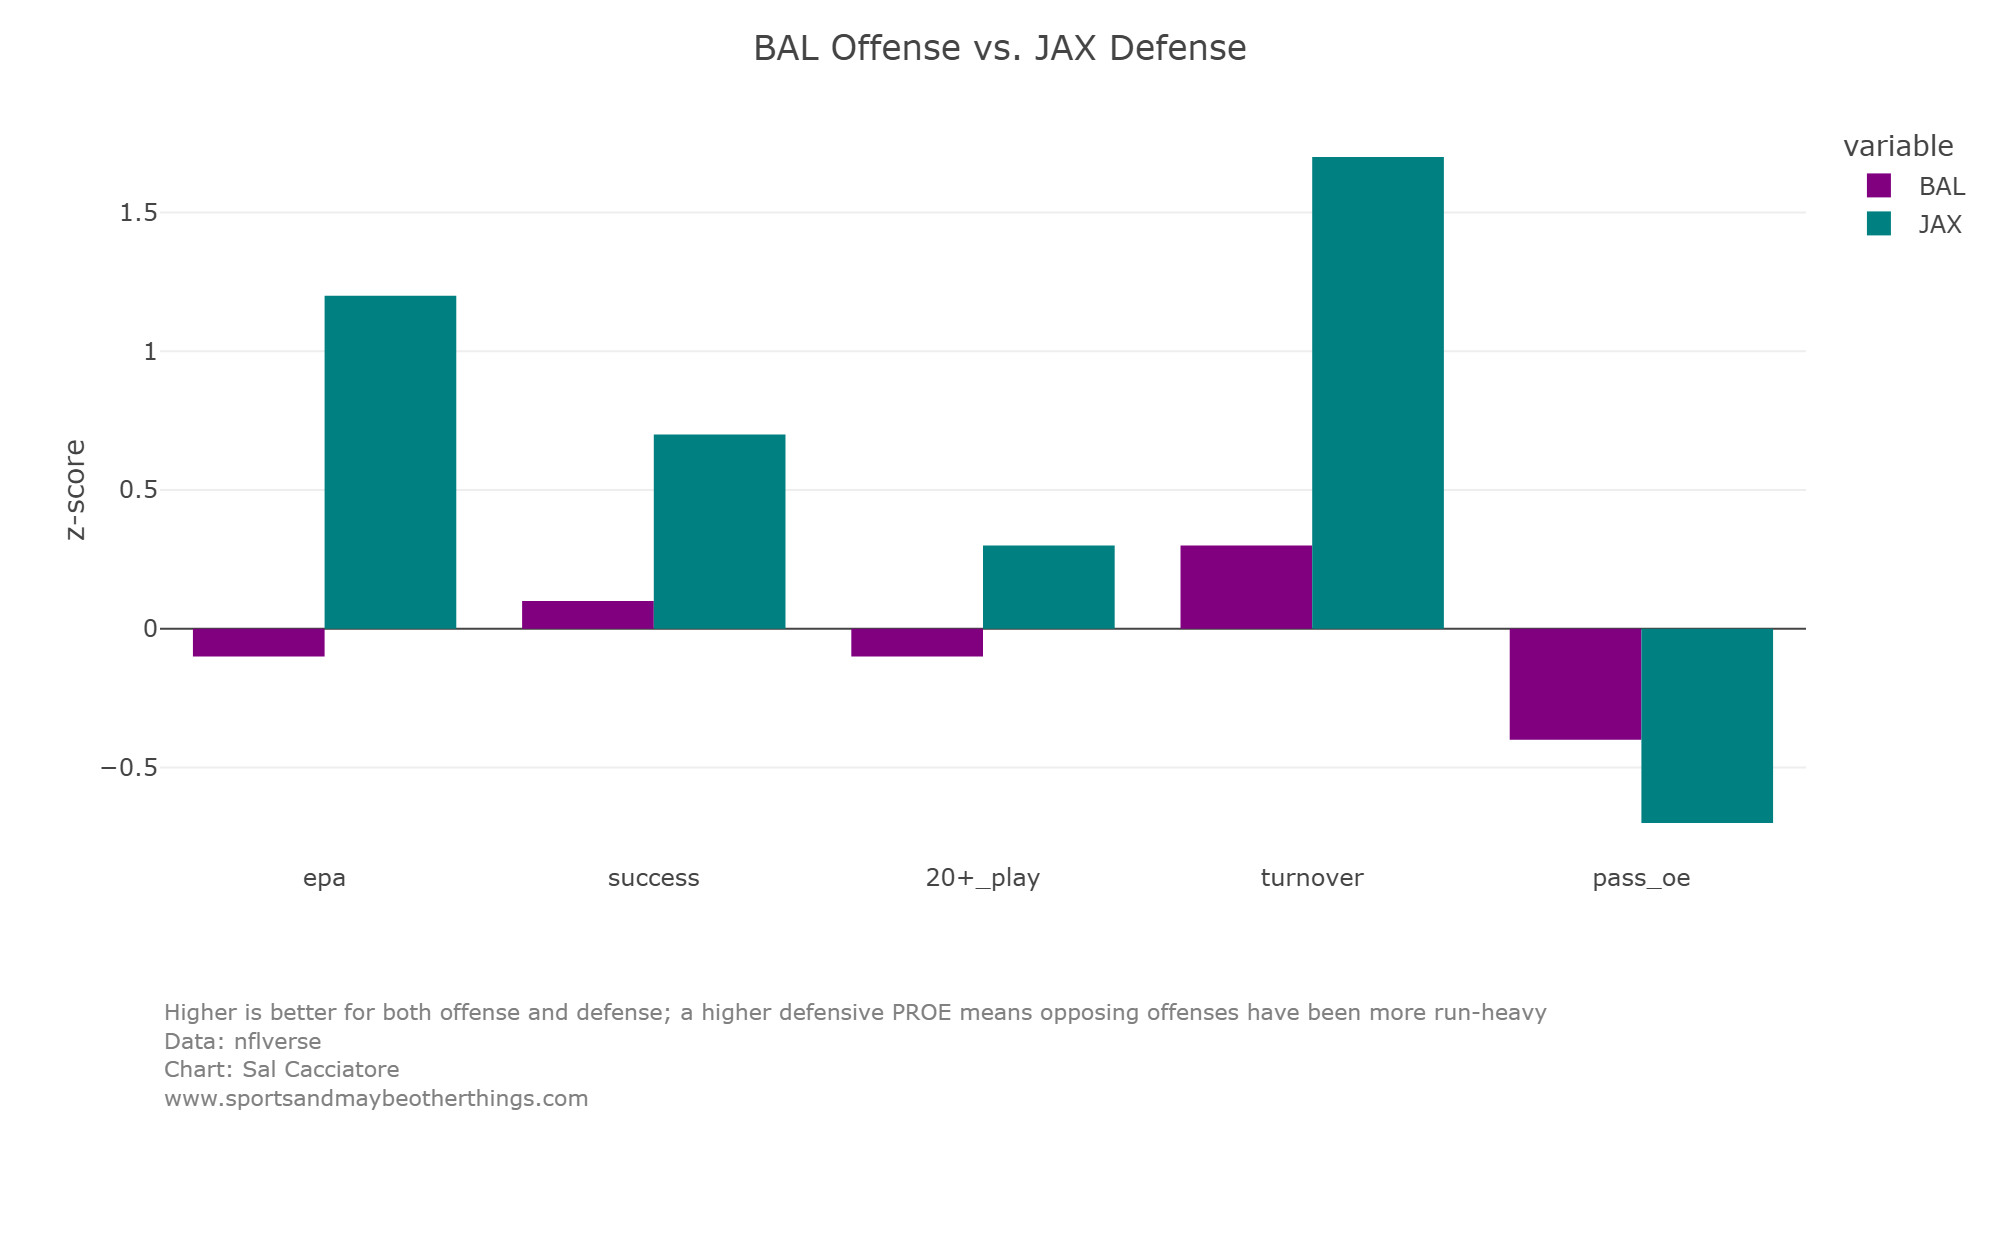 BAL Offense vs. JAX Defense
variable
BAL
JAX
1.5
1
0.5
0
−0.5
z-score
epa
success
20+_play
turnover
pass_oe
Higher is better for both offense and defense; a higher defensive PROE means opposing offenses have been more run-heavy
Data: nflverse
Chart: Sal Cacciatore
www.sportsandmaybeotherthings.com